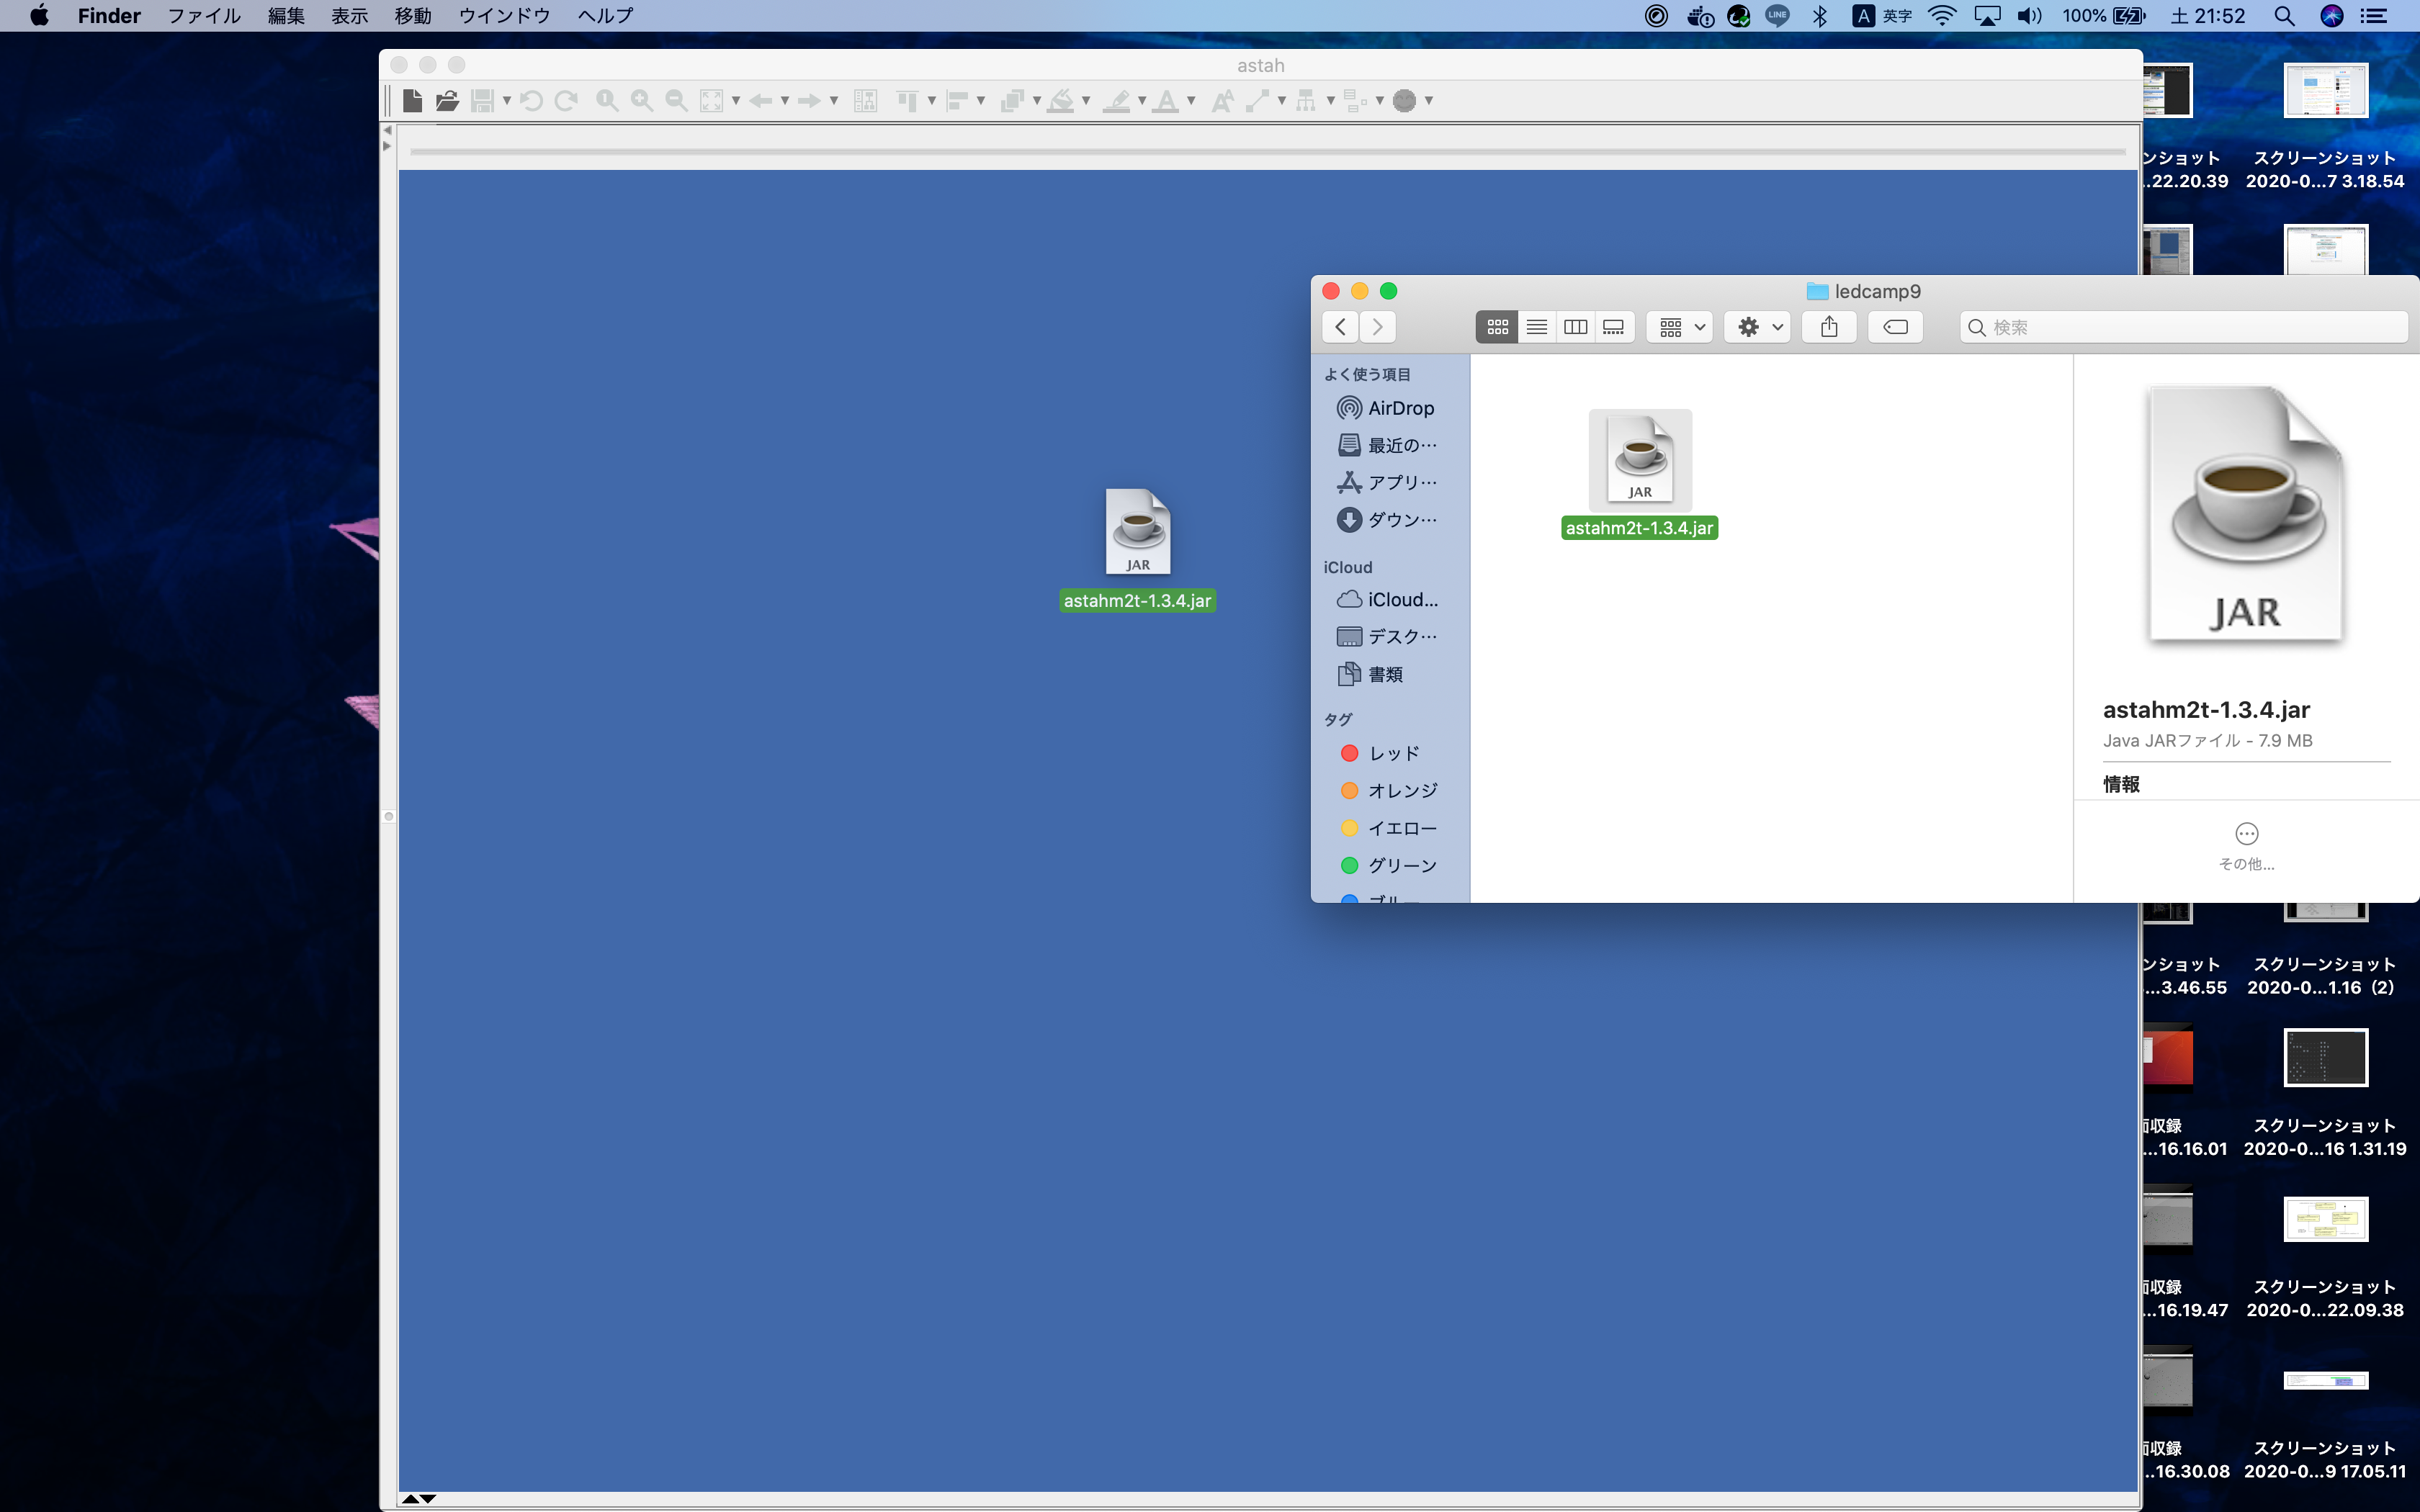 Finder ファイル 編集 表示 移動 ウインドウ ヘルプ
LINE A 英字 100% 土 21:52
astah
JAR
astahm2t-1.3.4.jar
ledcamp9
検索
よく使う項目
AirDrop
最近の…
アプリ…
ダウン…
iCloud
iCloud...
デスク…
書類
タグ
レッド
オレンジ
イエロー
グリーン
ブルー
JAR
astahm2t-1.3.4.jar
JAR
astahm2t-1.3.4.jar
Java JARファイル - 7.9 MB
情報
その他...
ンショット
...22.20.39
スクリーンショット
2020-0...7 3.18.54
ンショット
...3.46.55
スクリーンショット
2020-0...1.16（2）
面収録
...16.16.01
スクリーンショット
2020-0...16 1.31.19
面収録
...16.19.47
スクリーンショット
2020-0...22.09.38
面収録
...16.30.08
スクリーンショット
2020-0...9 17.05.11